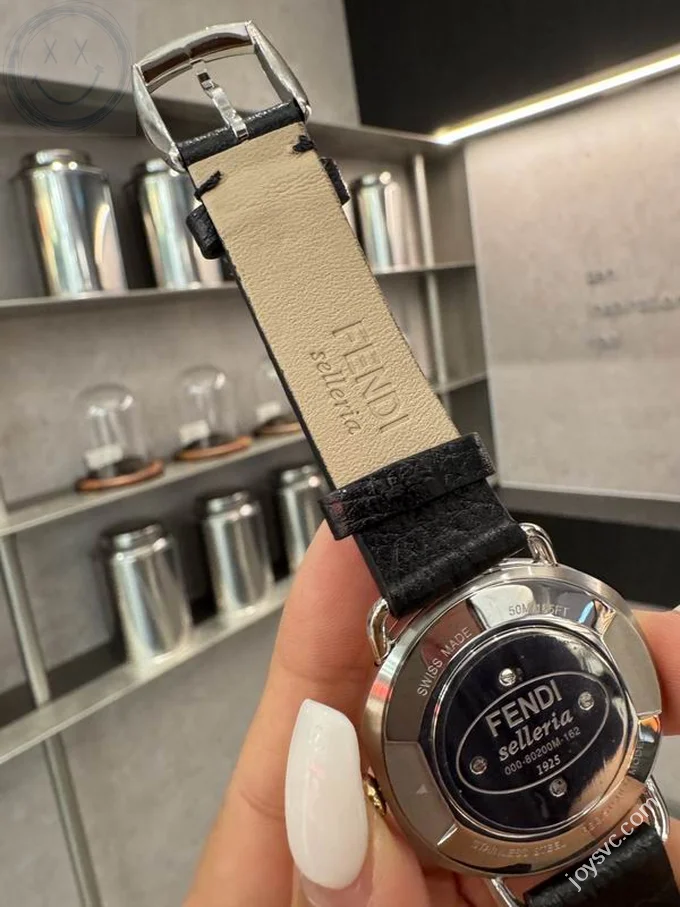 FENDI
selleria
50M/165FT
SWISS MADE
FENDI
selleria
000-80200M-162
1925
STAINLESS STEEL
joysvc.com